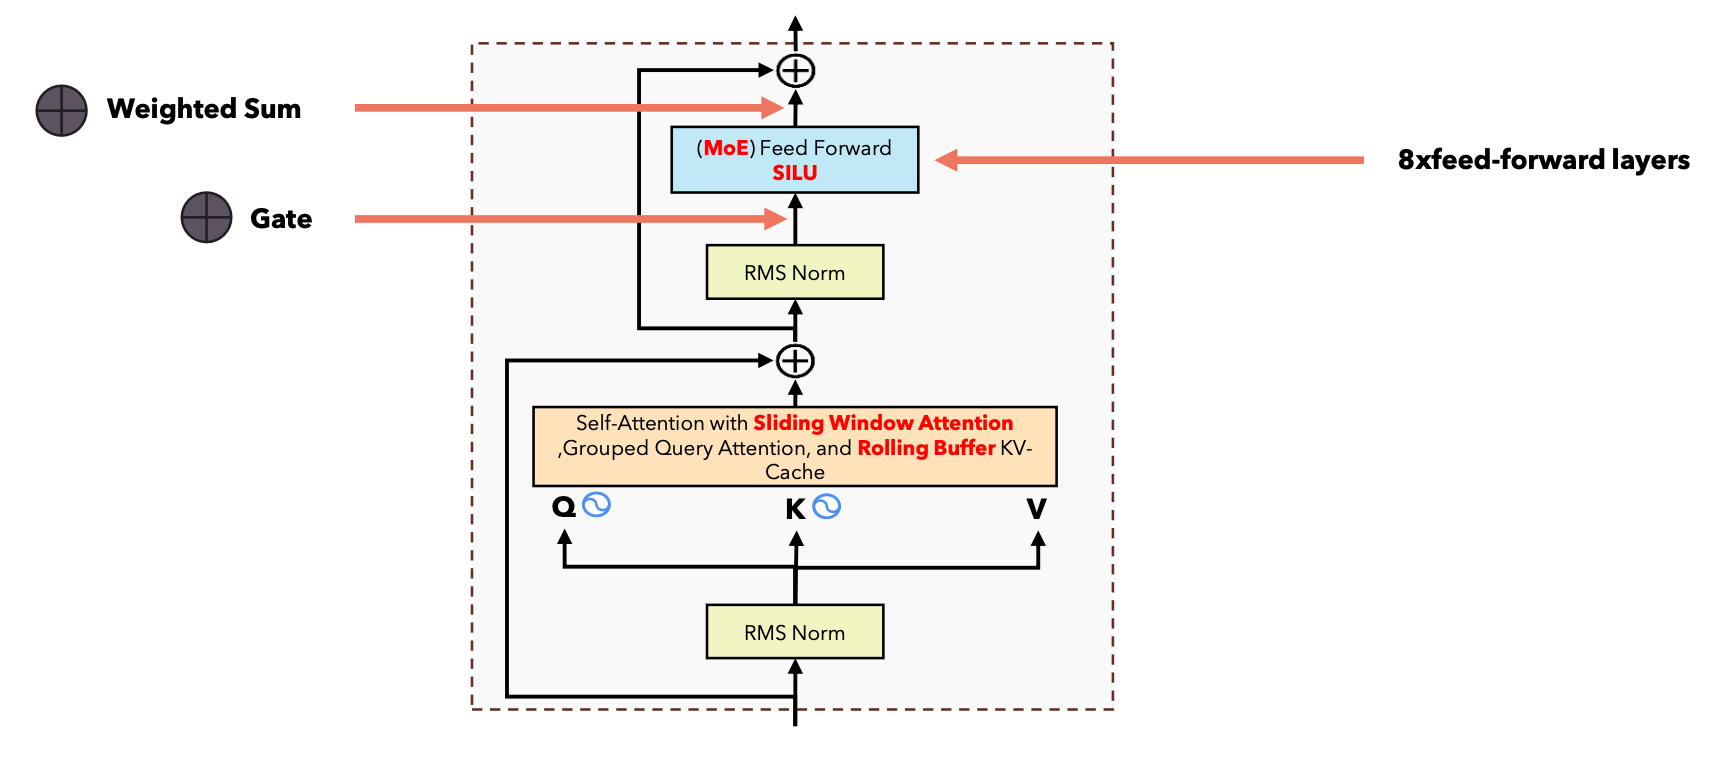 Weighted Sum
(MoE) Feed Forward
SILU
8xfeed-forward layers
Gate
RMS Norm
Self-Attention with Sliding Window Attention
,Grouped Query Attention, and Rolling Buffer KV-
Cache
Q
K
V
RMS Norm